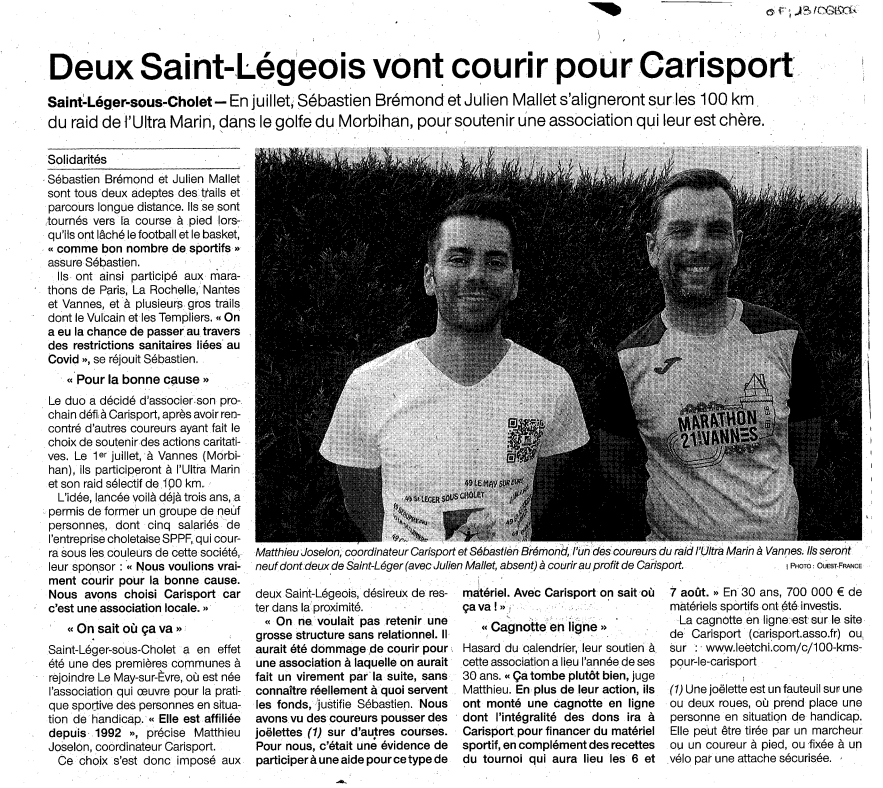 OF, 13/06/2022
Deux Saint-Légeois vont courir pour Carisport
Saint-Léger-sous-Cholet — En juillet, Sébastien Brémond et Julien Mallet s'aligneront sur les 100 km
du raid de l'Ultra Marin, dans le golfe du Morbihan, pour soutenir une association qui leur est chère.
Solidarités
Sébastien Brémond et Julien Mallet
sont tous deux adeptes des trails et
parcours longue distance. Ils se sont
tournés vers la course à pied lors-
qu'ils ont lâché le football et le basket,
« comme bon nombre de sportifs »
assure Sébastien.
Ils ont ainsi participé aux mara-
thons de Paris, La Rochelle, Nantes
et Vannes, et à plusieurs gros trails
dont le Vulcain et les Templiers. « On
a eu la chance de passer au travers
des restrictions sanitaires liées au
Covid », se réjouit Sébastien.
« Pour la bonne cause »
Le duo a décidé d'associer son pro-
chain défi à Carisport, après avoir ren-
contré d'autres coureurs ayant fait le
choix de soutenir des actions caritati-
ves. Le 1er juillet, à Vannes (Morbi-
han), ils participeront à l'Ultra Marin
et son raid sélectif de 100 km.
L'idée, lancée voilà déjà trois ans, a
permis de former un groupe de neuf
personnes, dont cinq salariés de
l'entreprise choletaise SPPF, qui cour-
ra sous les couleurs de cette société,
leur sponsor : « Nous voulions vrai-
ment courir pour la bonne cause.
Nous avons choisi Carisport car
c'est une association locale. »
« On sait où ça va »
Saint-Léger-sous-Cholet a en effet
été une des premières communes à
rejoindre Le May-sur-Èvre, où est née
l'association qui œuvre pour la prati-
que sportive des personnes en situa-
tion de handicap. « Elle est affiliée
depuis 1992 », précise Matthieu
Joselon, coordinateur Carisport.
Ce choix s'est donc imposé aux
49 LE MAY SUR EVRE
49 ST LEGER SOUS CHOLET
MARATHON
21 VANNES
Matthieu Joselon, coordinateur Carisport et Sébastien Brémond, l'un des coureurs du raid l'Ultra Marin à Vannes. Ils seront
neuf dont deux de Saint-Léger (avec Julien Mallet, absent) à courir au profit de Carisport.
| PHOTO : OUEST-FRANCE
deux Saint-Légeois, désireux de res-
ter dans la proximité.
« On ne voulait pas retenir une
grosse structure sans relationnel. Il
aurait été dommage de courir pour
une association à laquelle on aurait
fait un virement par la suite, sans
connaître réellement à quoi servent
les fonds, justifie Sébastien. Nous
avons vu des coureurs pousser des
joëlettes (1) sur d'autres courses.
Pour nous, c'était une évidence de
participer à une aide pour ce type de
matériel. Avec Carisport on sait où
ça va ! »
« Cagnotte en ligne »
Hasard du calendrier, leur soutien à
cette association a lieu l'année de ses
30 ans. « Ça tombe plutôt bien, juge
Matthieu. En plus de leur action, ils
ont monté une cagnotte en ligne
dont l'intégralité des dons ira à
Carisport pour financer du matériel
sportif, en complément des recettes
du tournoi qui aura lieu les 6 et
7 août. » En 30 ans, 700 000 € de
matériels sportifs ont été investis.
La cagnotte en ligne est sur le site
de Carisport (carisport.asso.fr) ou
sur : www.leetchi.com/c/100-kms-
pour-le-carisport
(1) Une joëlette est un fauteuil sur une
ou deux roues, où prend place une
personne en situation de handicap.
Elle peut être tirée par un marcheur
ou un coureur à pied, ou fixée à un
vélo par une attache sécurisée.